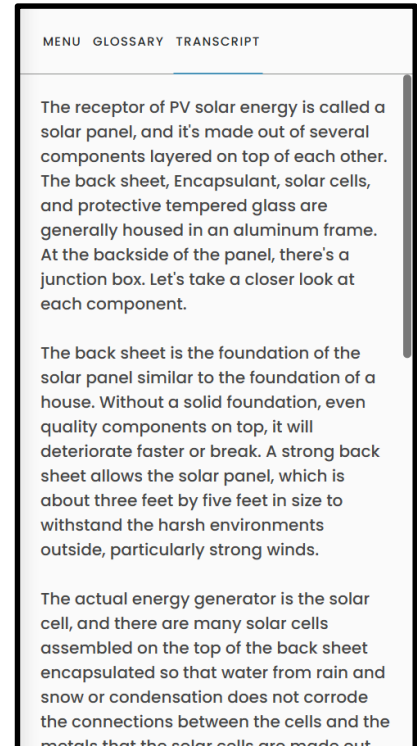 MENU GLOSSARY TRANSCRIPT
The receptor of PV solar energy is called a
solar panel, and it's made out of several
components layered on top of each other.
The back sheet, Encapsulant, solar cells,
and protective tempered glass are
generally housed in an aluminum frame.
At the backside of the panel, there's a
junction box. Let's take a closer look at
each component.
The back sheet is the foundation of the
solar panel similar to the foundation of a
house. Without a solid foundation, even
quality components on top, it will
deteriorate faster or break. A strong back
sheet allows the solar panel, which is
about three feet by five feet in size to
withstand the harsh environments
outside, particularly strong winds.
The actual energy generator is the solar
cell, and there are many solar cells
assembled on the top of the back sheet
encapsulated so that water from rain and
snow or condensation does not corrode
the connections between the cells and the
metals that the solar cells are made out